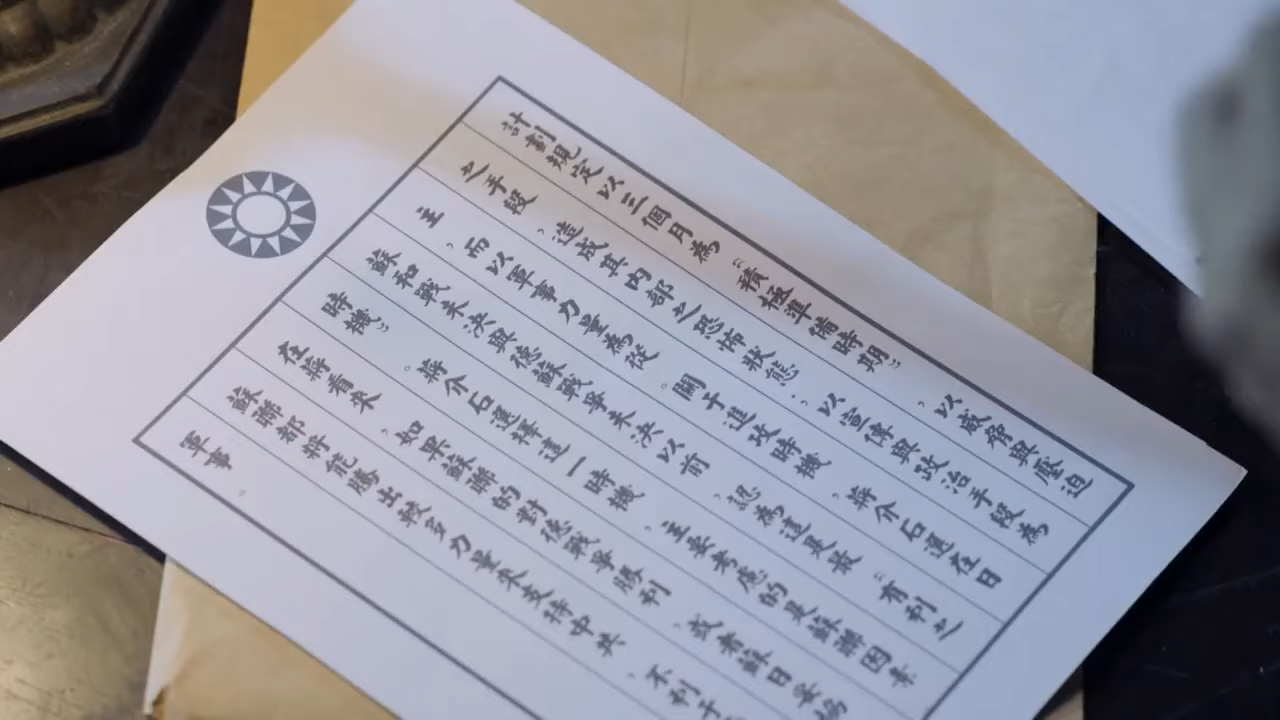 計劃規定以三個月為“積極準備時期”,以威脅與壓迫
之手段,造成其內部之恐怖狀態;以宣傳與政治手段為
主,而以軍事力量為從。關于進攻時機,蔣介石選在日
蘇和戰未決與德蘇戰爭未決以前,認為這是最“有利之
時機”。蔣介石選擇這一時機,主要考慮的是蘇聯因素
在蔣看來,如果蘇聯的對德戰爭勝利,或者蘇日妥協
蘇聯都將能騰出較多力量來支持中共,不利于
軍事。